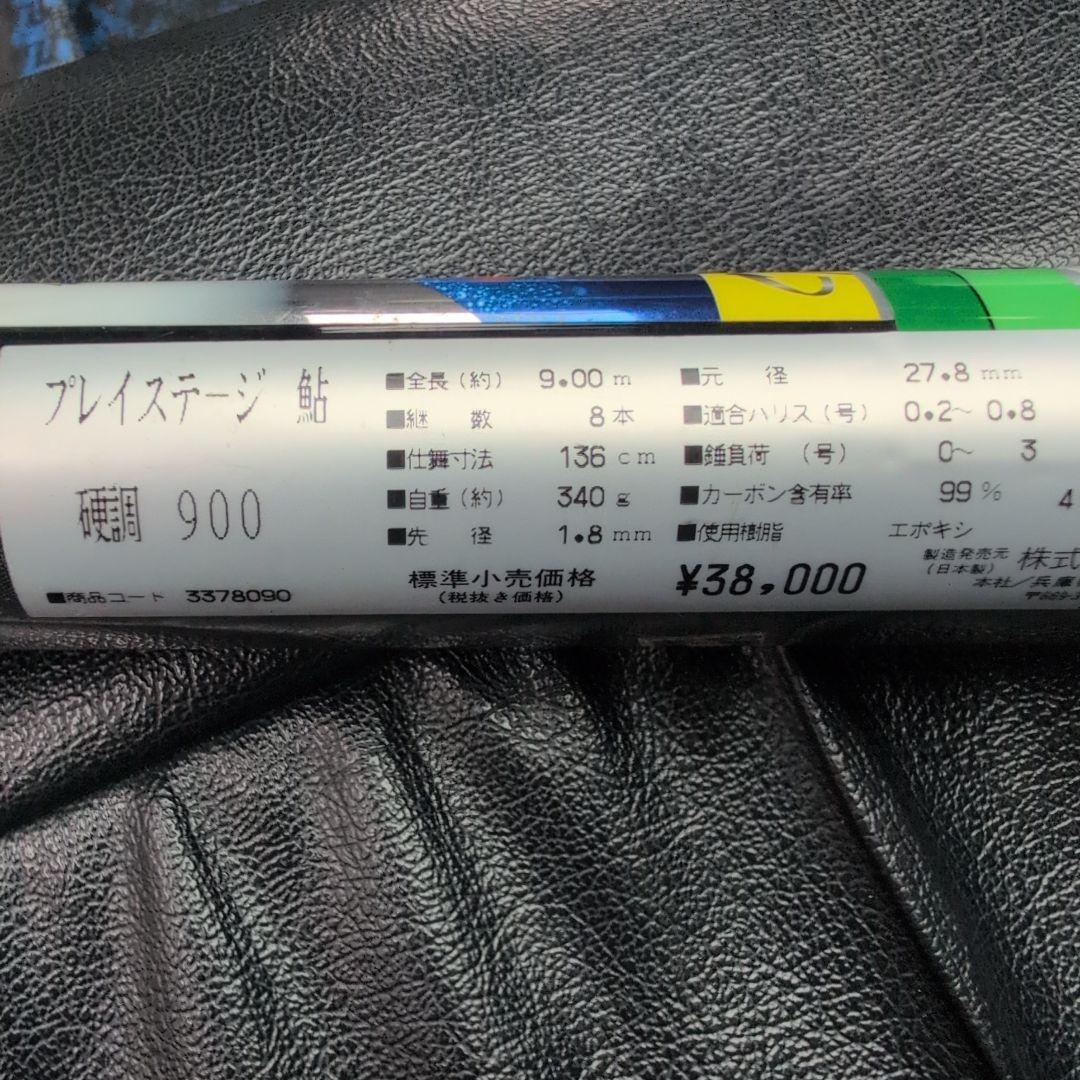 プレイステージ 鮎
硬調 900
■商品コード 3378090
■全長(約) 9.00 m
■継 数 8 本
■仕舞寸法 136 cm
■自重(約) 340 g
■先 径 1.8 mm
■元 径 27.8 mm
■適合ハリス(号) 0.2〜 0.8
■錘負荷 (号) 0〜 3
■カーボン含有率 99 %
■使用樹脂 エポキシ
標準小売価格 ¥38,000
(税抜き価格)
4
製造発売元 株式
(日本製)
本社/兵庫